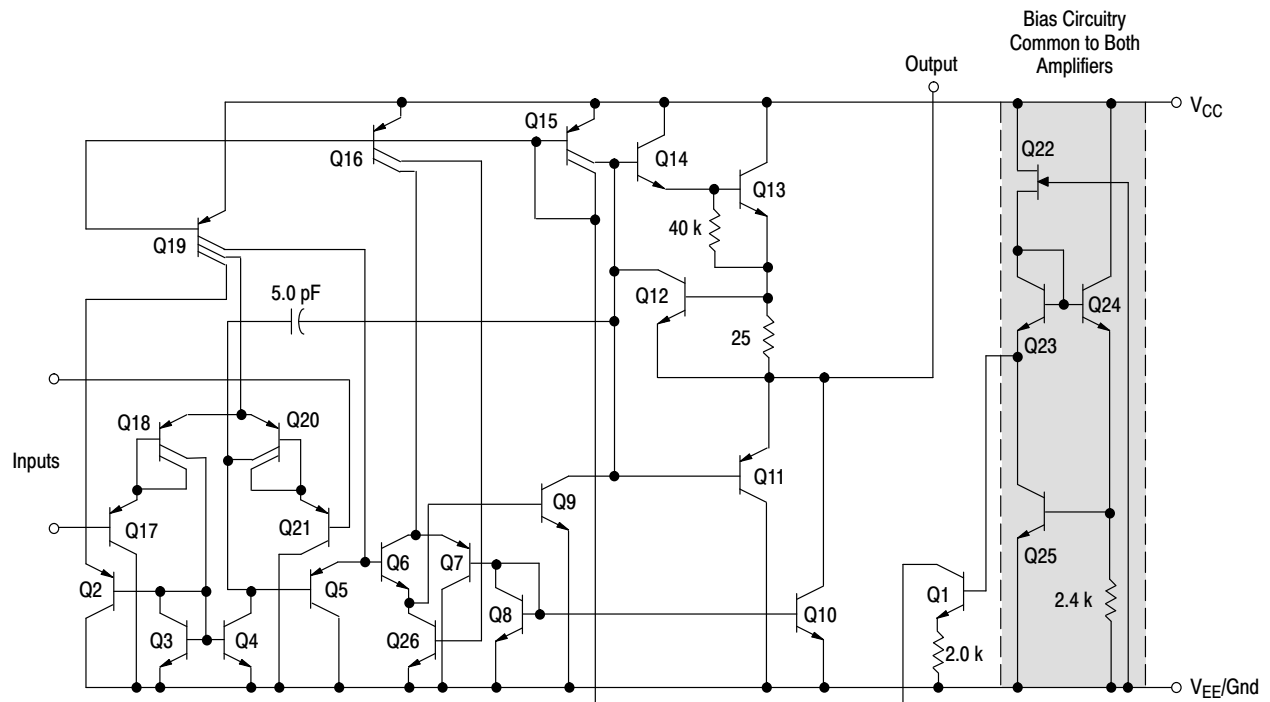 Bias Circuitry
Common to Both
Amplifiers
Output
VCC
Q15
Q22
Q16
Q14
Q13
40 k
Q19
5.0 pF
Q12
Q24
25
Q23
Q18
Q20
Inputs
Q11
Q9
Q17
Q21
Q25
Q6
Q7
Q2
Q5
Q1
2.4 k
Q8
Q10
Q3
Q4
Q26
2.0 k
VEE/Gnd